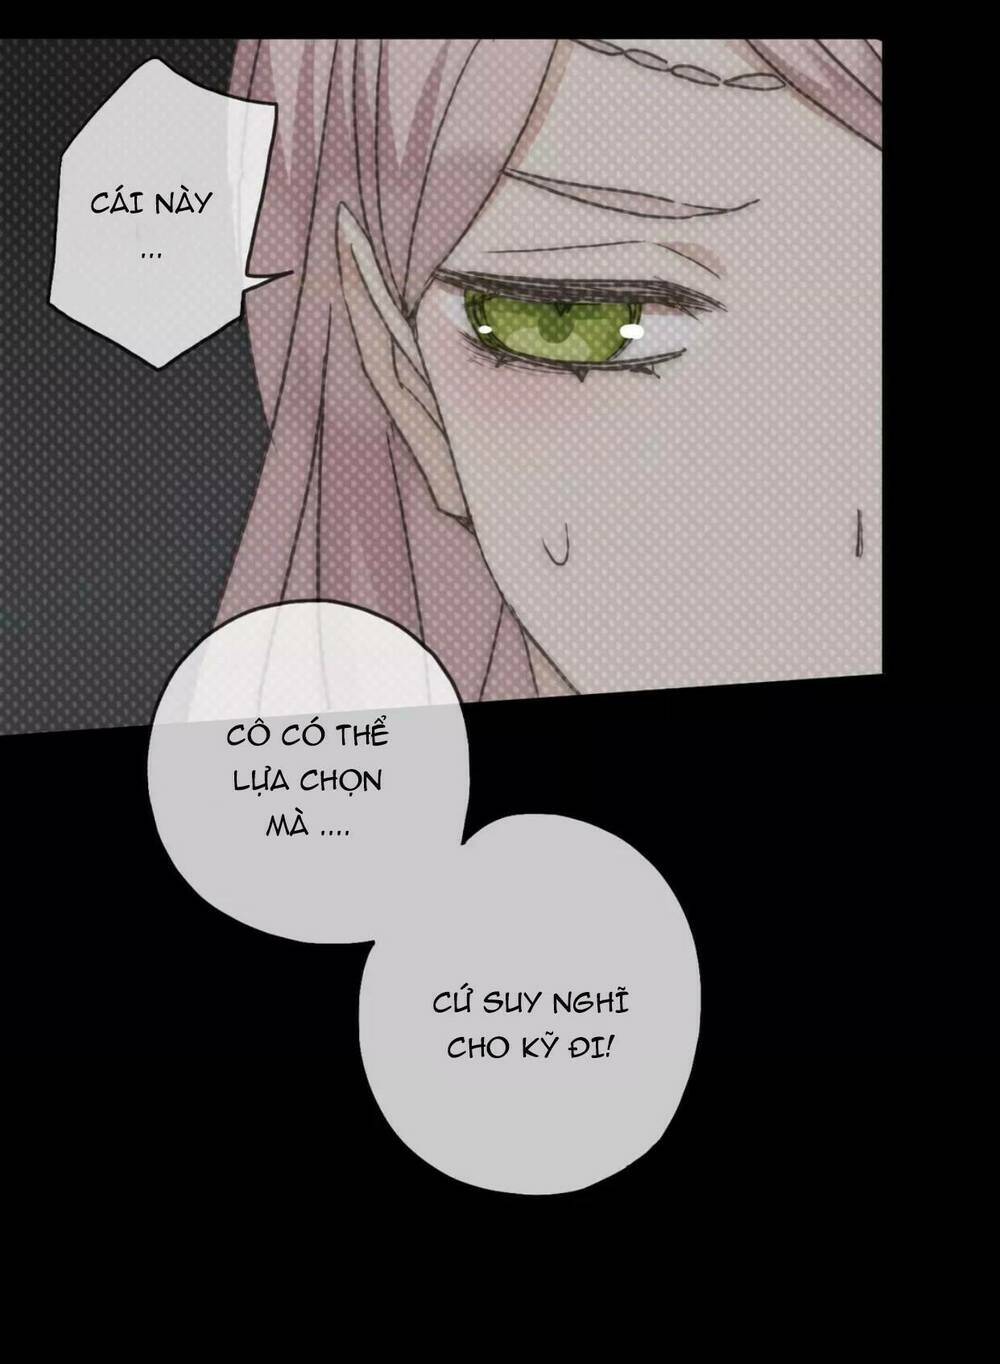 CÁI NÀY
...
CÔ CÓ THỂ
LỰA CHỌN
MÀ ....
CỨ SUY NGHĨ
CHO KỸ ĐI!